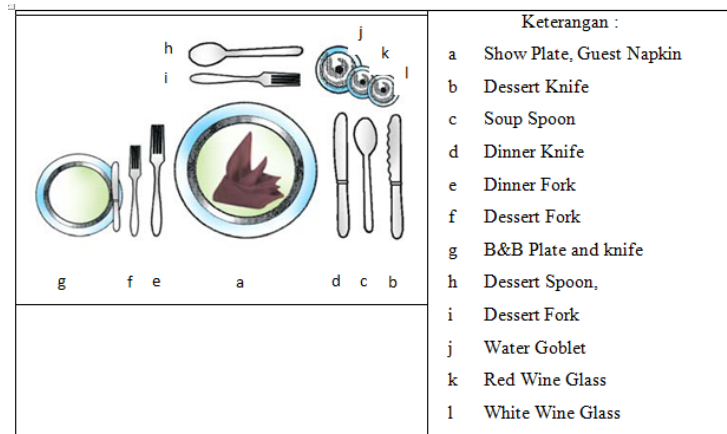 h
i
j
k
l
g f e a d c b
Keterangan :
a Show Plate, Guest Napkin
b Dessert Knife
c Soup Spoon
d Dinner Knife
e Dinner Fork
f Dessert Fork
g B&B Plate and knife
h Dessert Spoon,
i Dessert Fork
j Water Goblet
k Red Wine Glass
l White Wine Glass